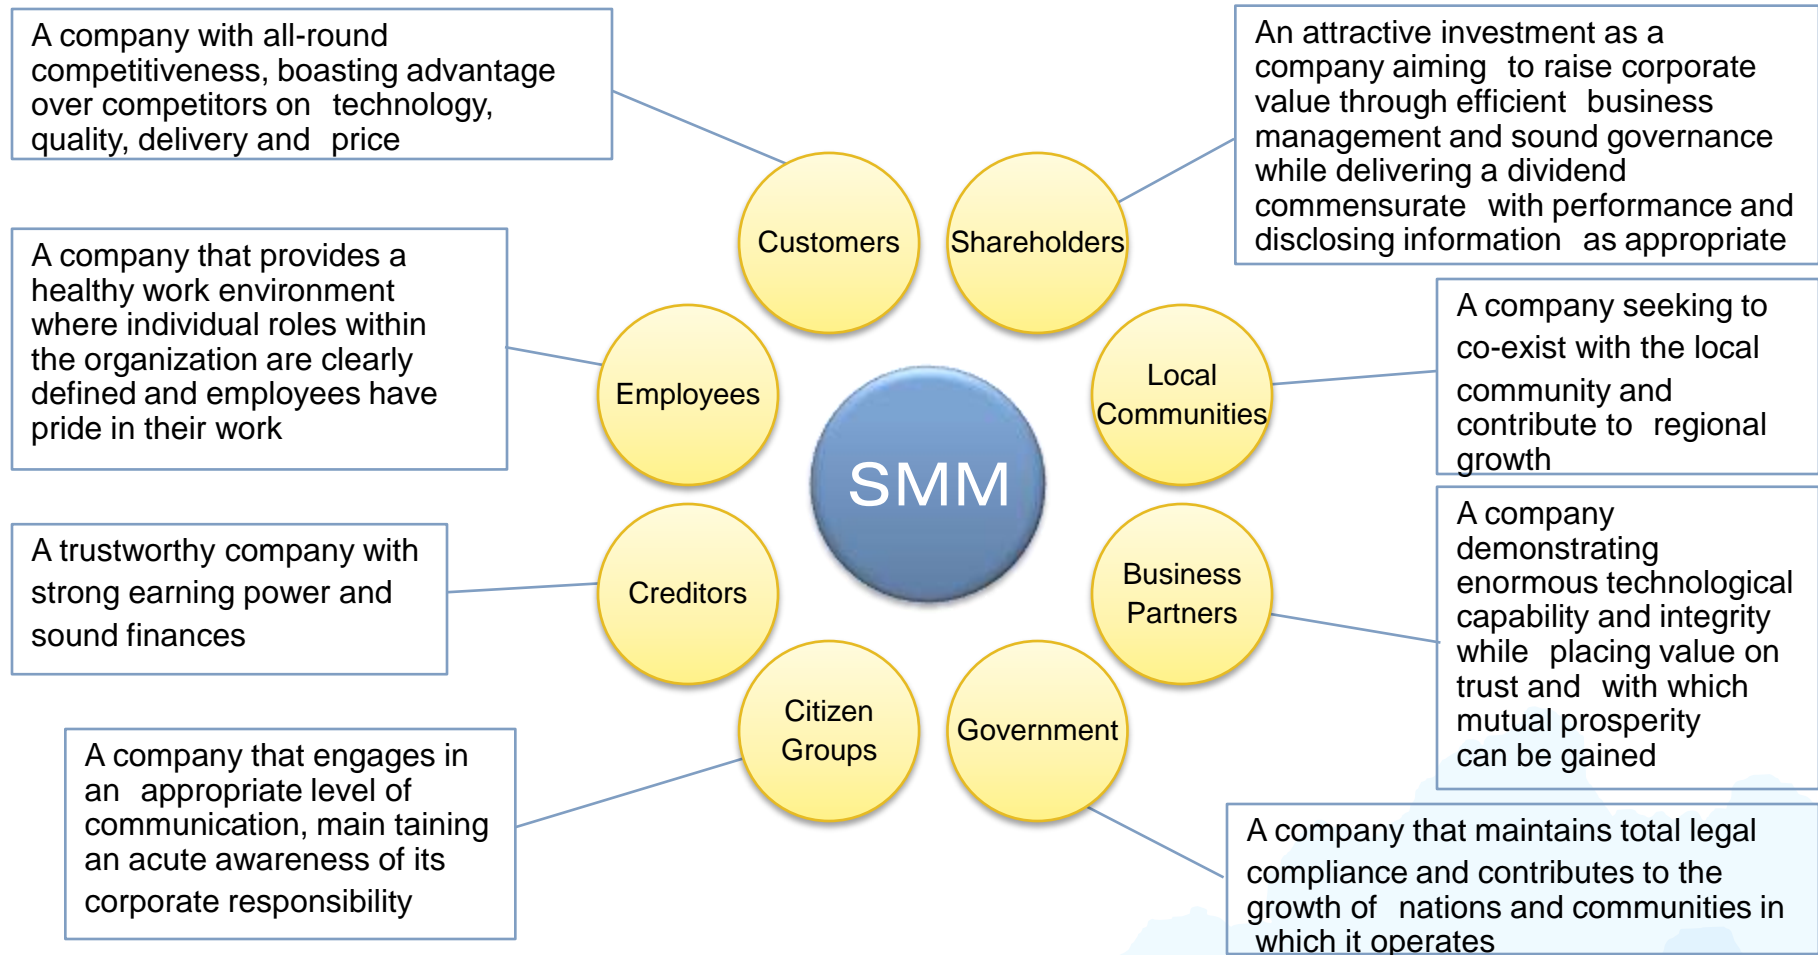 A company with all-round
competitiveness, boasting advantage
over competitors on technology,
quality, delivery and price
An attractive investment as a
company aiming to raise corporate
value through efficient business
management and sound governance
while delivering a dividend
commensurate with performance and
disclosing information as appropriate
Customers
Shareholders
A company that provides a
healthy work environment
where individual roles within
the organization are clearly
defined and employees have
pride in their work
Employees
Local
Communities
A company seeking to
co-exist with the local
community and
contribute to regional
growth
SMM
A trustworthy company with
strong earning power and
sound finances
Creditors
Business
Partners
A company
demonstrating
enormous technological
capability and integrity
while placing value on
trust and with which
mutual prosperity
can be gained
Citizen
Groups
Government
A company that engages in
an appropriate level of
communication, main taining
an acute awareness of its
corporate responsibility
A company that maintains total legal
compliance and contributes to the
growth of nations and communities in
which it operates